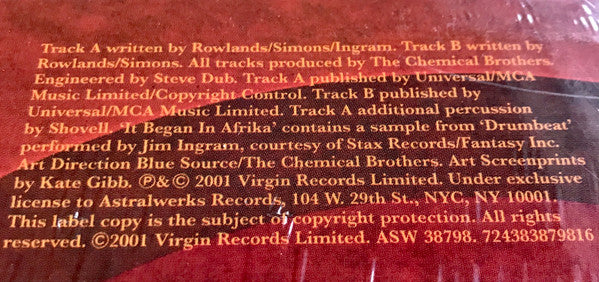 Track A written by Rowlands/Simons/Ingram. Track B written by
Rowlands/Simons. All tracks produced by The Chemical Brothers.
Engineered by Steve Dub. Track A published by Universal/MCA
Music Limited/Copyright Control. Track B published by
Universal/MCA Music Limited. Track A additional percussion
by Shovell. 'It Began In Afrika' contains a sample from 'Drumbeat'
performed by Jim Ingram, courtesy of Stax Records/Fantasy Inc.
Art Direction Blue Source/The Chemical Brothers. Art Screenprints
by Kate Gibb. ℗&© 2001 Virgin Records Limited. Under exclusive
license to Astralwerks Records, 104 W. 29th St., NYC, NY 10001.
This label copy is the subject of copyright protection. All rights
reserved. ©2001 Virgin Records Limited. ASW 38798. 724383879816